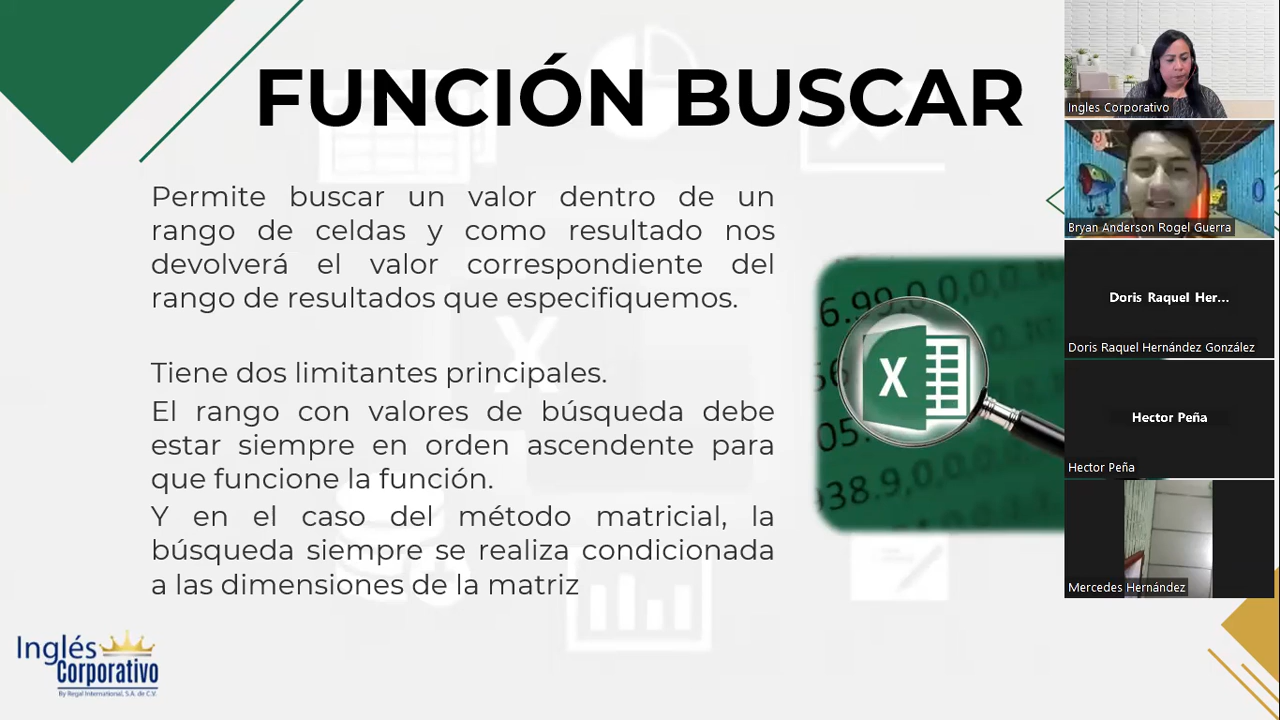 FUNCIÓN BUSCAR
Permite buscar un valor dentro de un
rango de celdas y como resultado nos
devolverá el valor correspondiente del
rango de resultados que especifiquemos.
Tiene dos limitantes principales.
El rango con valores de búsqueda debe
estar siempre en orden ascendente para
que funcione la función.
Y en el caso del método matricial, la
búsqueda siempre se realiza condicionada
a las dimensiones de la matriz
X
Inglés
Corporativo
By Regal International, S.A. de C.V.
Ingles Corporativo
Bryan Anderson Rogel Guerra
Doris Raquel Her...
Doris Raquel Hernández González
Hector Peña
Hector Peña
Mercedes Hernández